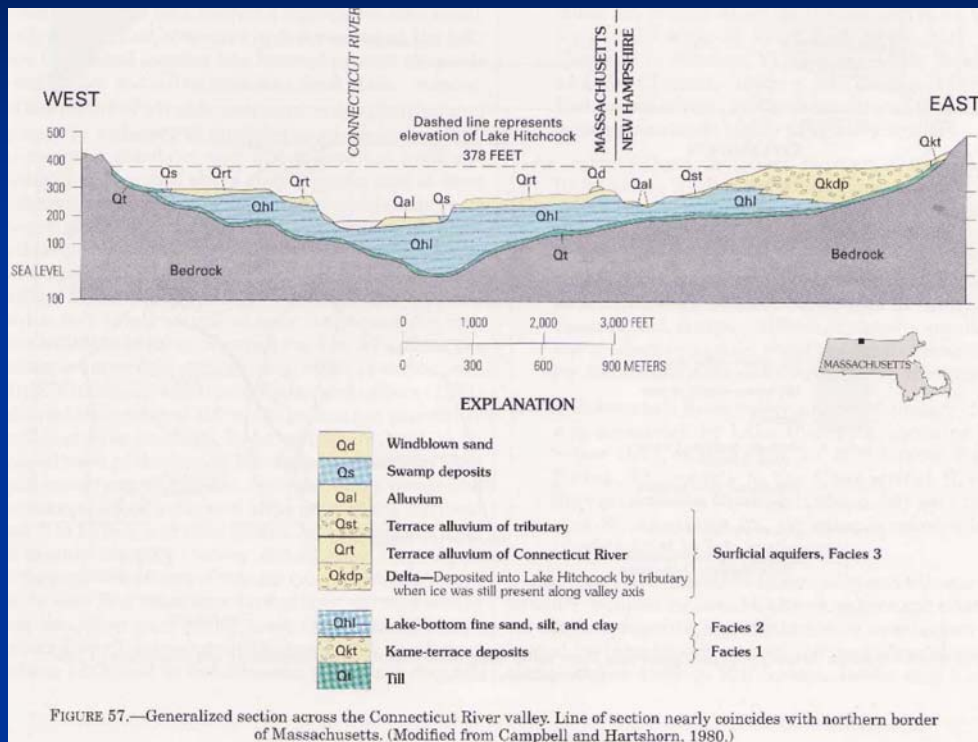 CONNECTICUT RIVER
MASSACHUSETTS
NEW HAMPSHIRE
WEST
EAST
Dashed line represents
elevation of Lake Hitchcock
378 FEET
500
400
300
200
100
SEA LEVEL
100
Qt
Qs
Qrt
Qhl
Qrt
Qal
Qs
Qhl
Qrt
Qhl
Qd
Qal
Qst
Qhl
Qkdp
Qkt
Qt
Bedrock
Bedrock
0 1,000 2,000 3,000 FEET
0 300 600 900 METERS
MASSACHUSETTS
EXPLANATION
Qd Windblown sand
Qs Swamp deposits
Qal Alluvium
Qst Terrace alluvium of tributary
Qrt Terrace alluvium of Connecticut River
Surficial aquifers, Facies 3
Qkdp Delta—Deposited into Lake Hitchcock by tributary
when ice was still present along valley axis
Qhl Lake-bottom fine sand, silt, and clay Facies 2
Qkt Kame-terrace deposits Facies 1
Qt Till
FIGURE 57.—Generalized section across the Connecticut River valley. Line of section nearly coincides with northern border
of Massachusetts. (Modified from Campbell and Hartshorn, 1980.)